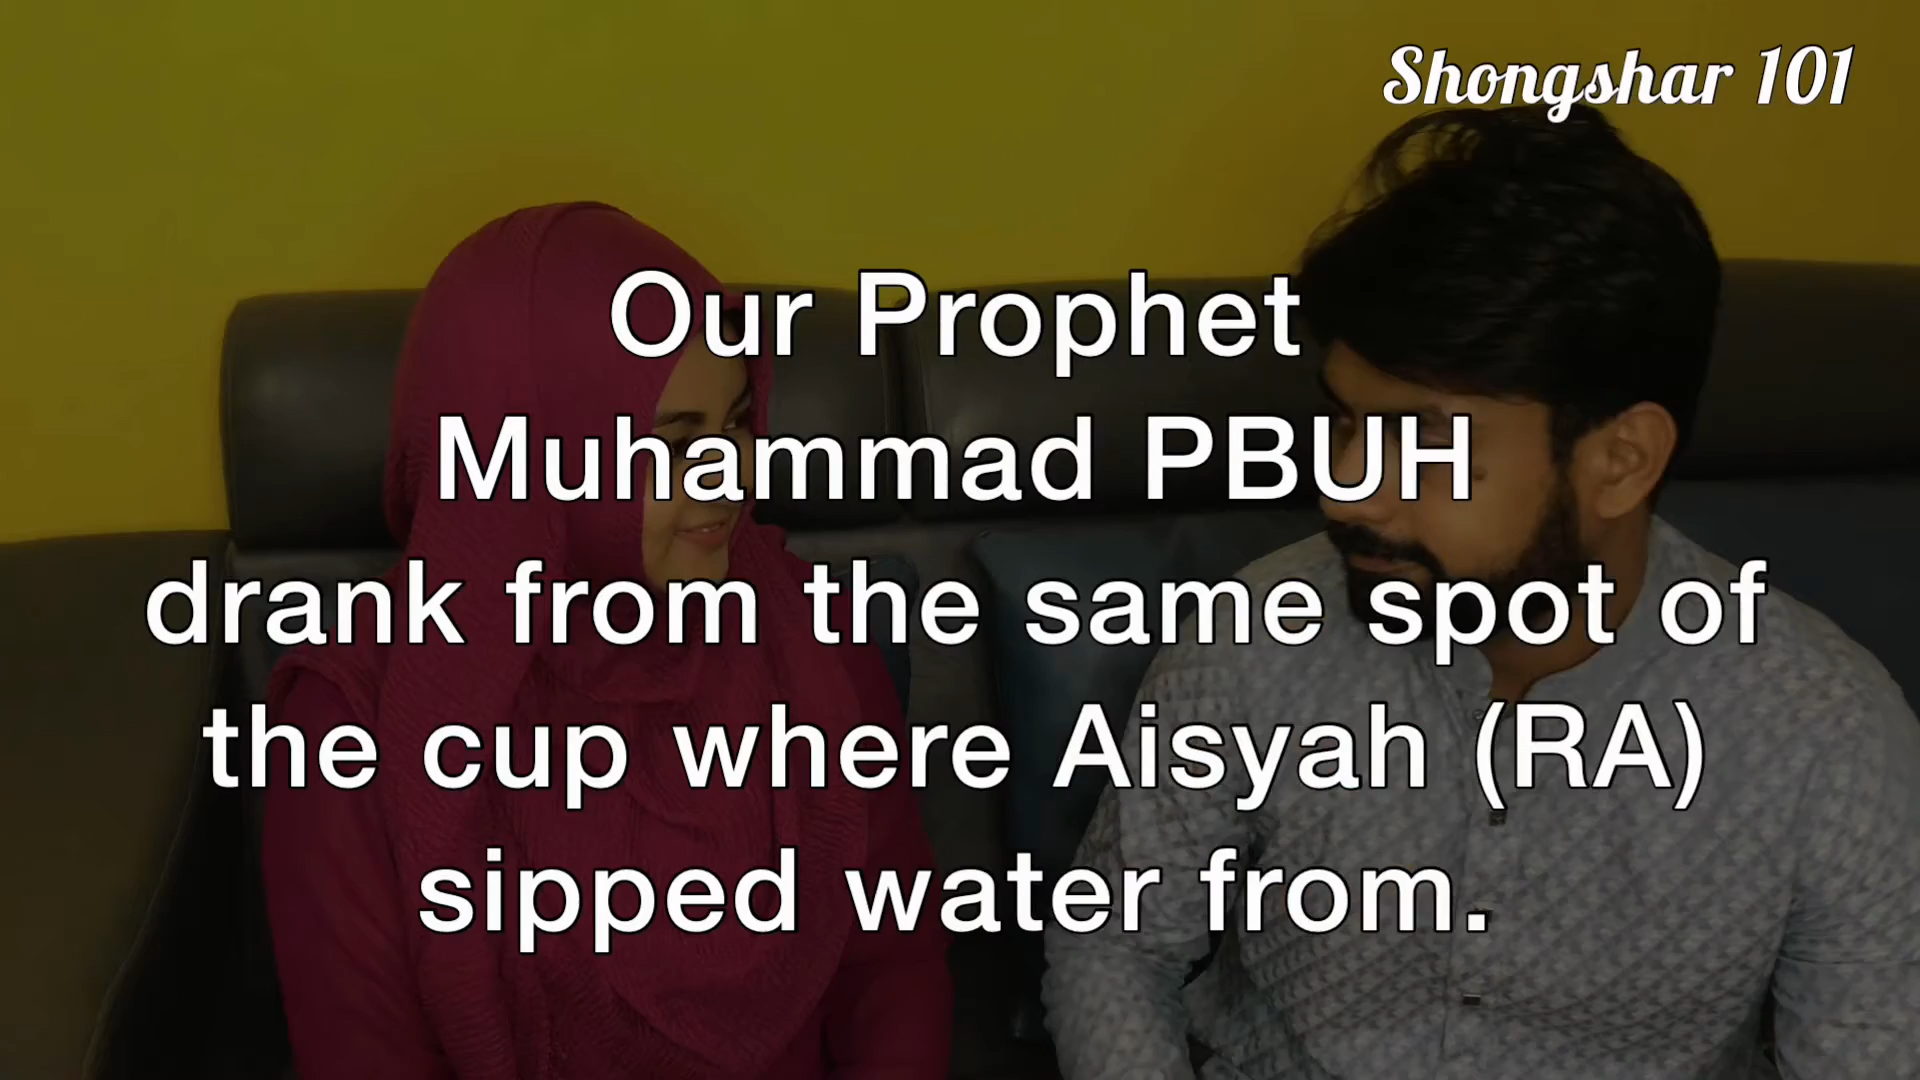 Shongshar 101
Our Prophet
Muhammad PBUH
drank from the same spot of
the cup where Aisyah (RA)
sipped water from.